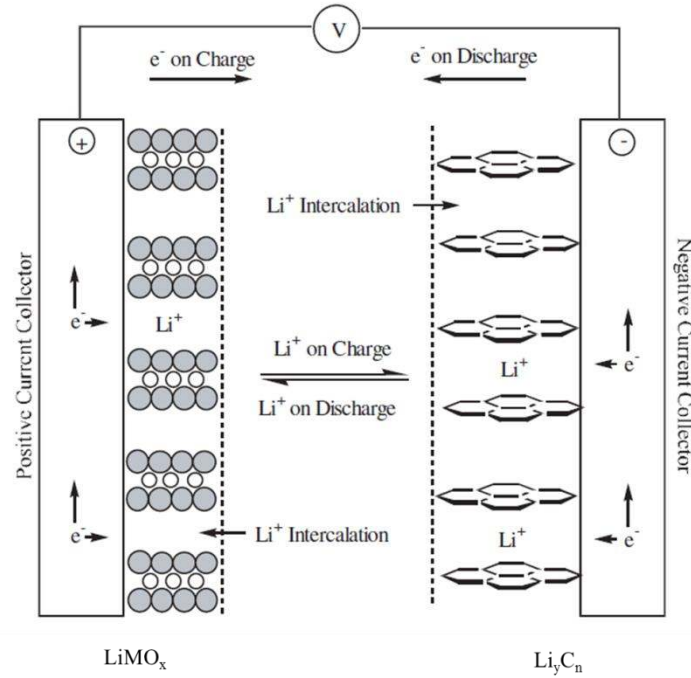 V
e⁻ on Charge
e⁻ on Discharge
+
-
Li⁺ Intercalation
Positive Current Collector
Negative Current Collector
e⁻
Li⁺
Li⁺ on Charge
Li⁺ on Discharge
Li⁺
e⁻
e⁻
Li⁺ Intercalation
Li⁺
e⁻
LiMOₓ
LiᵧCₙ